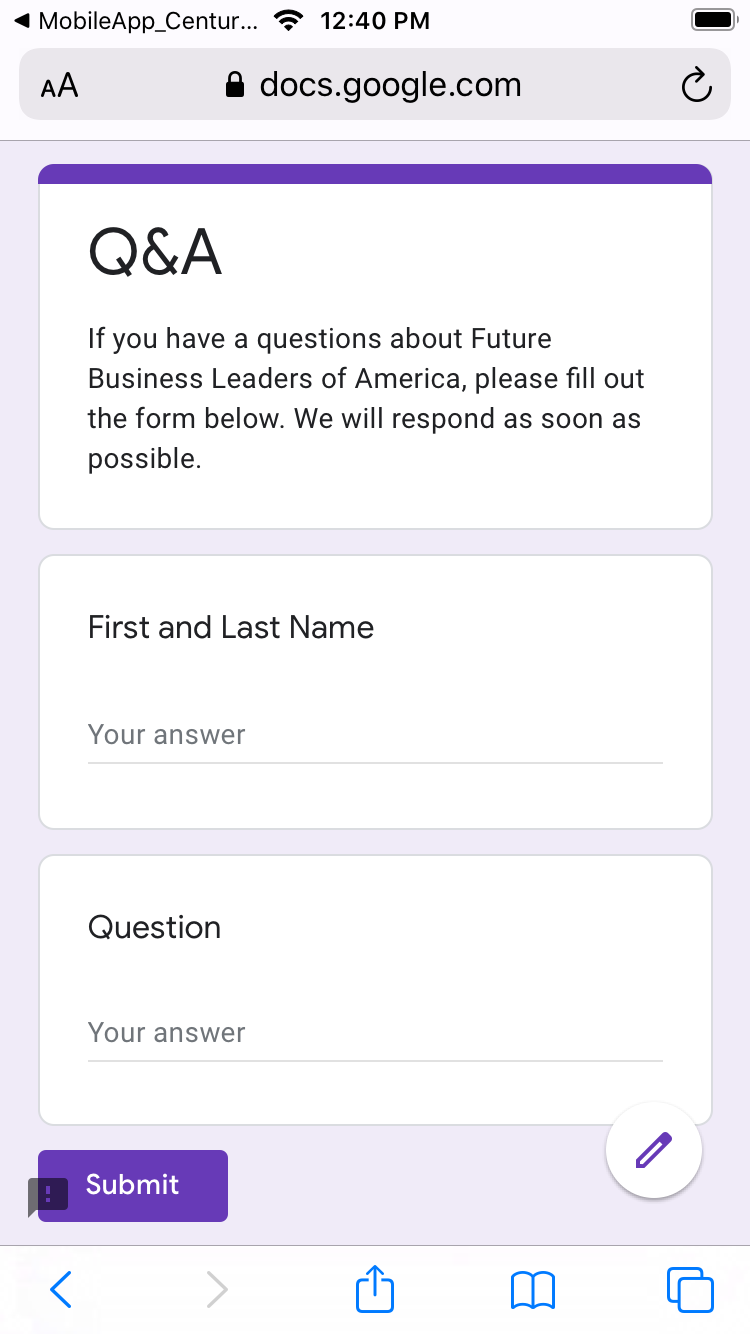 MobileApp_Centur... 12:40 PM
AA docs.google.com
Q&A
If you have a questions about Future
Business Leaders of America, please fill out
the form below. We will respond as soon as
possible.
First and Last Name
Your answer
Question
Your answer
Submit